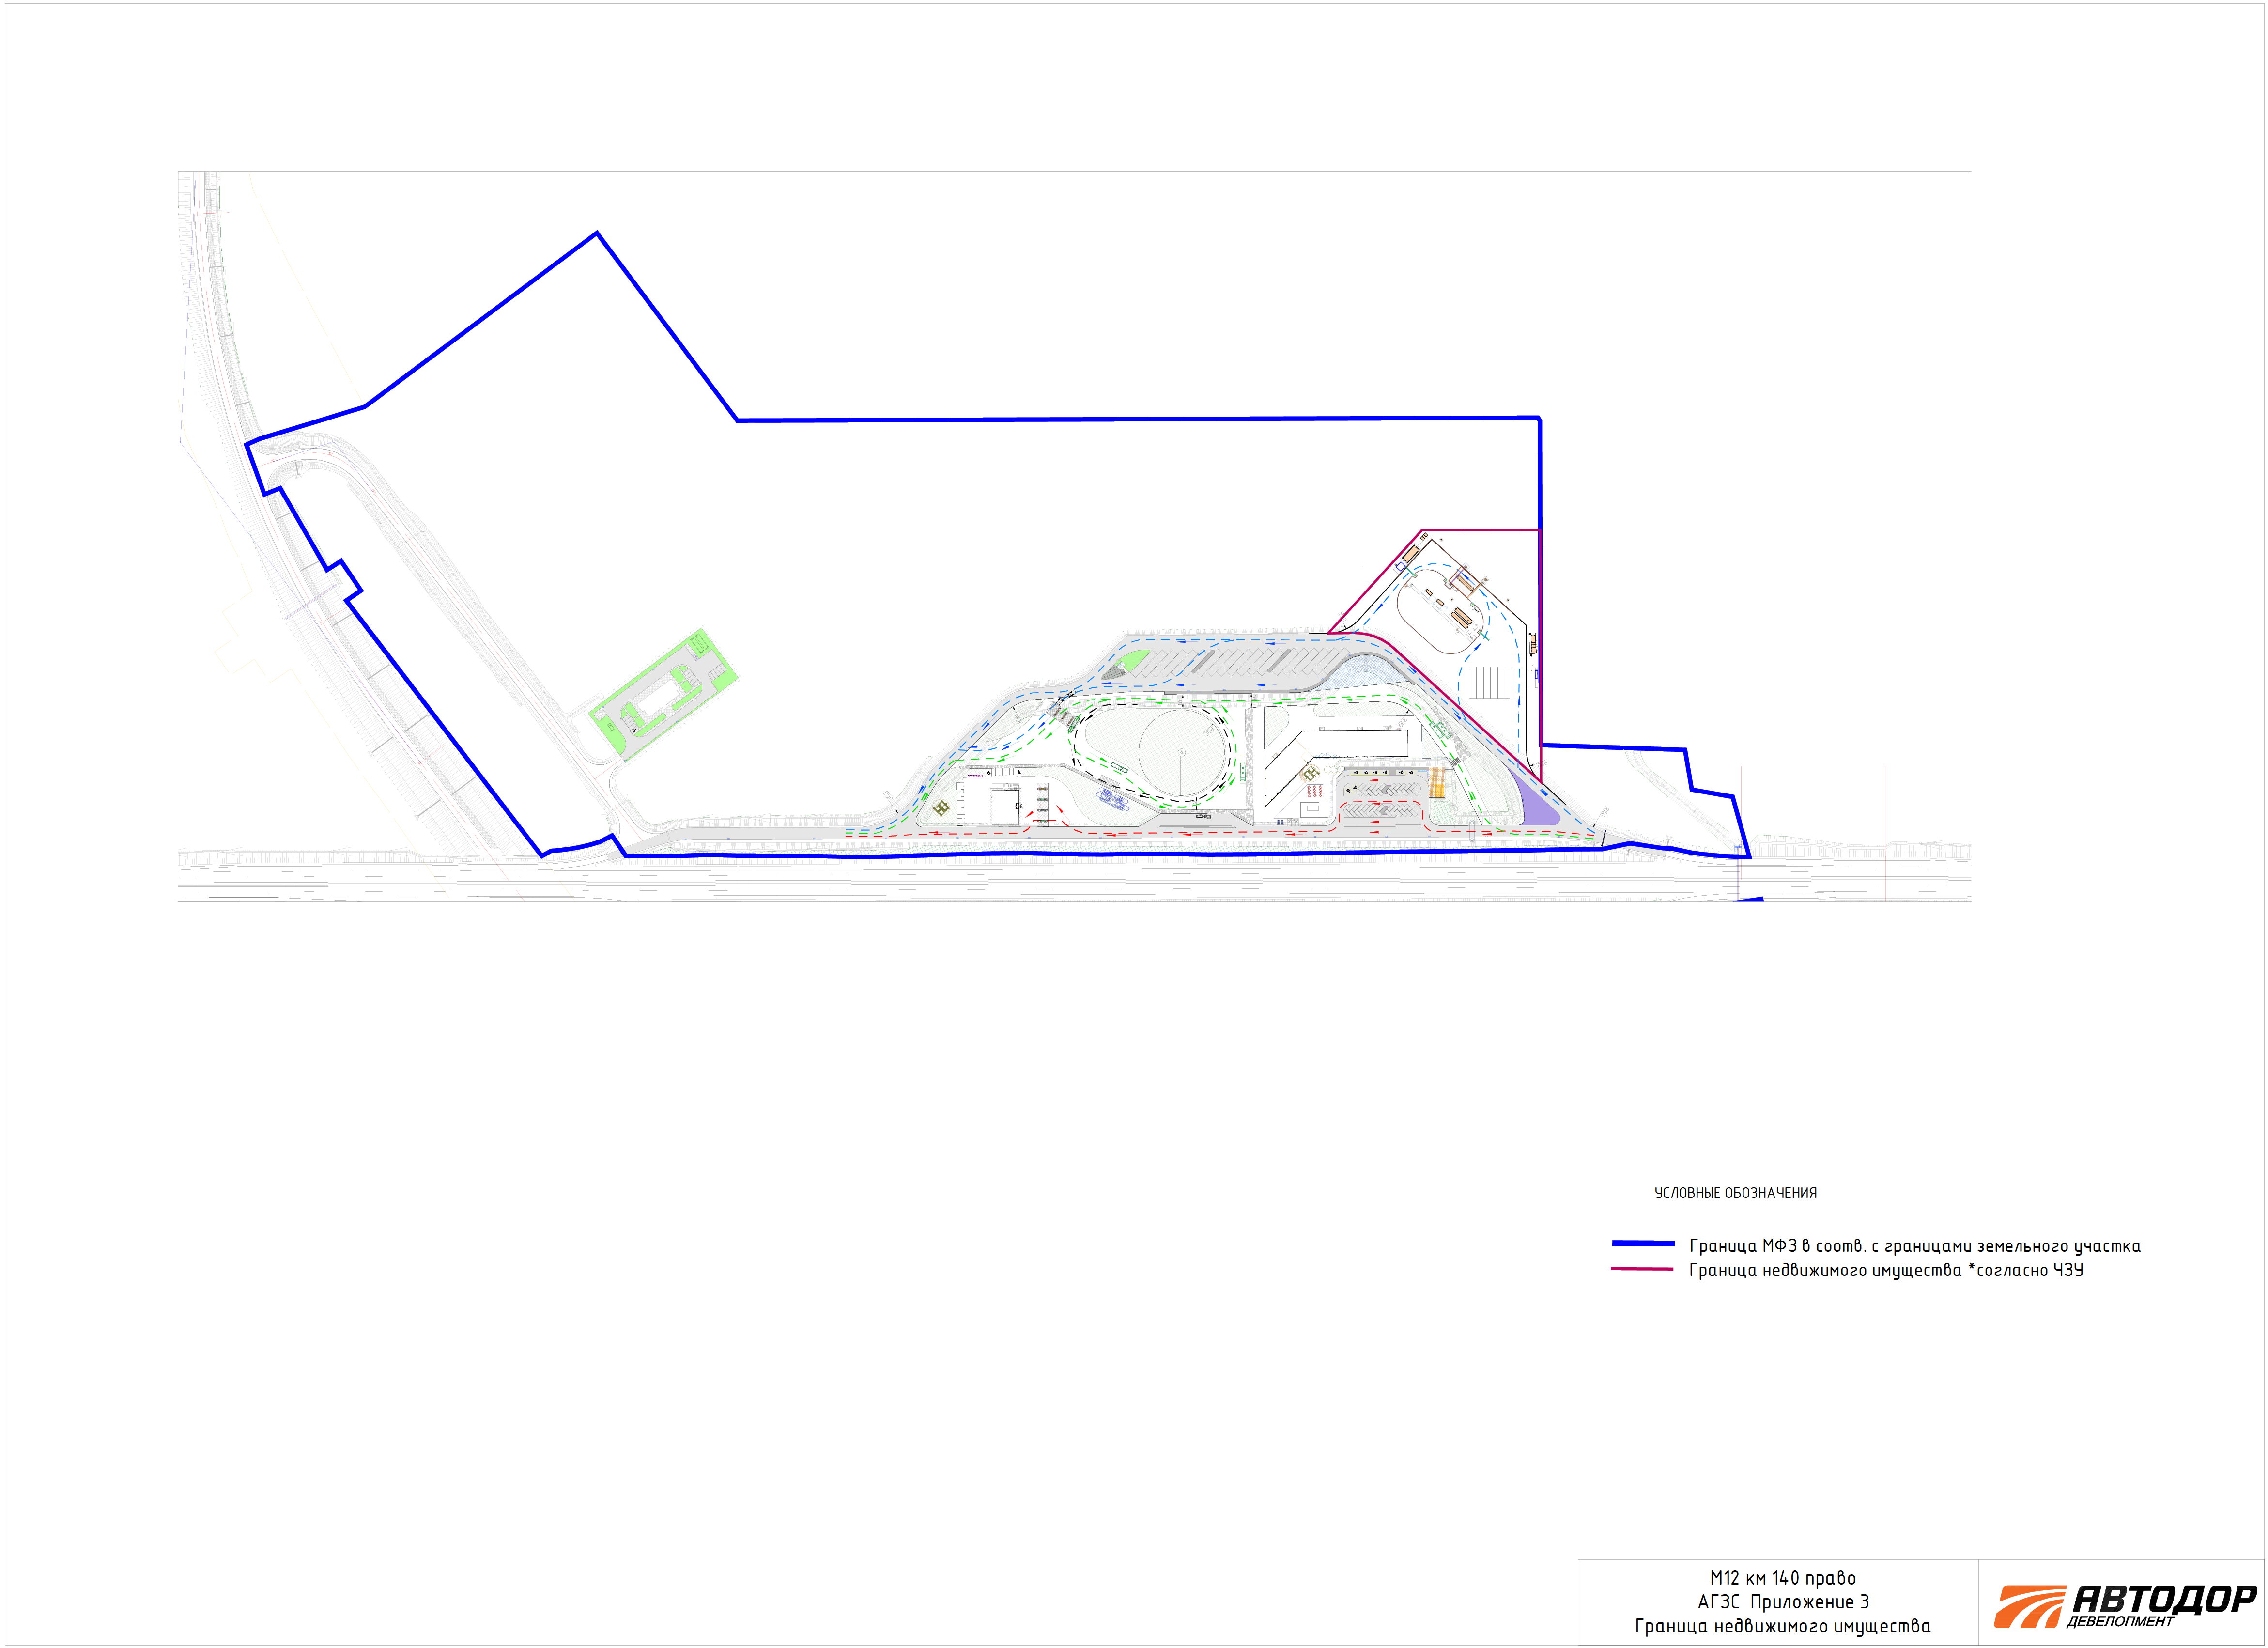 УСЛОВНЫЕ ОБОЗНАЧЕНИЯ
Граница МФЗ в соотв. с границами земельного участка
Граница недвижимого имущества *согласно ЧЗУ
М12 км 140 право
АГЗС Приложение 3
Граница недвижимого имущества
АВТОДОР
ДЕВЕЛОПМЕНТ